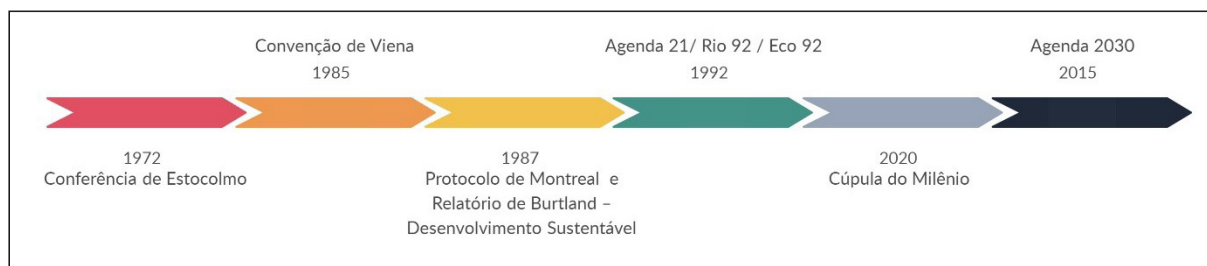 Convenção de Viena
1985
Agenda 21/ Rio 92 / Eco 92
1992
Agenda 2030
2015
1972
Conferência de Estocolmo
1987
Protocolo de Montreal e
Relatório de Burtland –
Desenvolvimento Sustentável
2020
Cúpula do Milênio